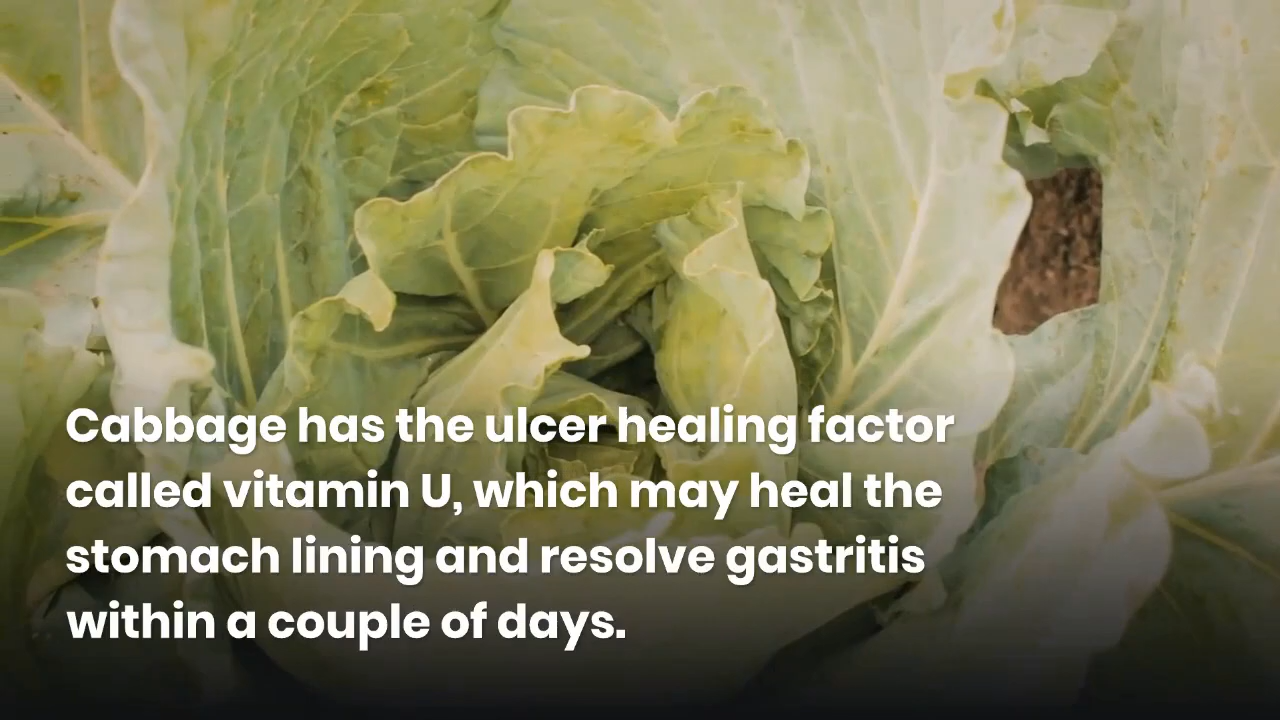 Cabbage has the ulcer healing factor
called vitamin U, which may heal the
stomach lining and resolve gastritis
within a couple of days.